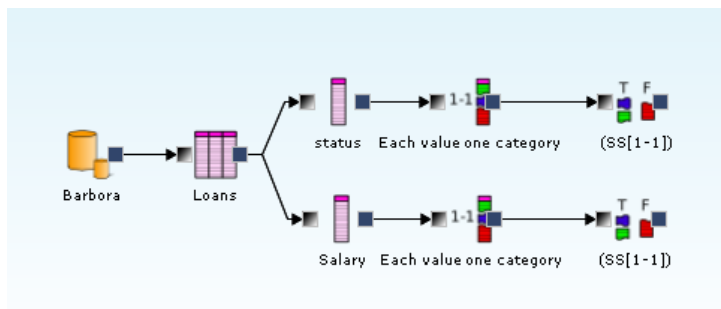 T F
1-1
status Each value one category (SS[1-1])
Barbora Loans
T F
1-1
Salary Each value one category (SS[1-1])